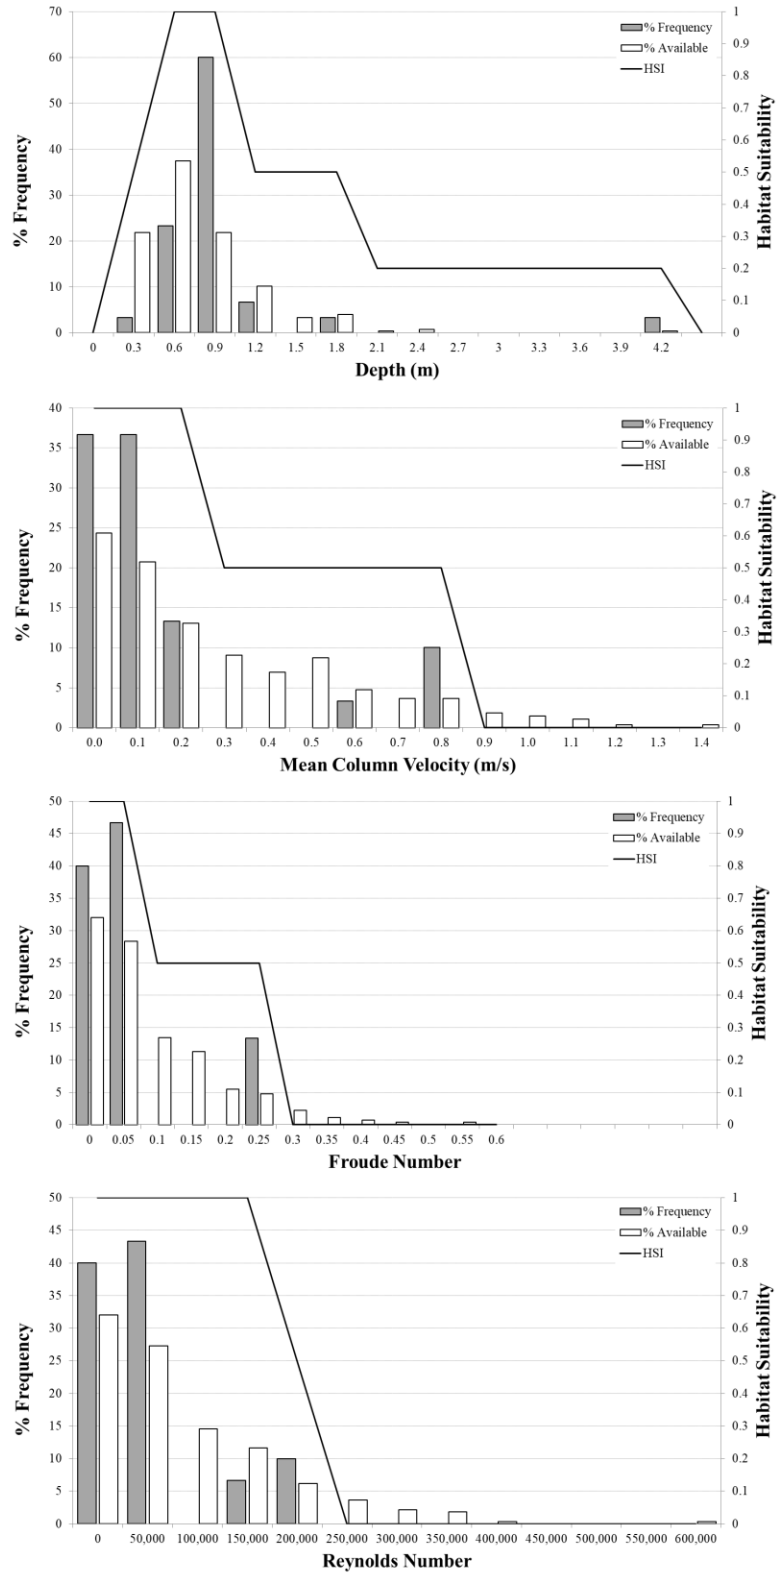 70 60 50 40 30 20 10 0
% Frequency
1 0.9 0.8 0.7 0.6 0.5 0.4 0.3 0.2 0.1 0
Habitat Suitability
% Frequency
% Available
HSI
0 0.3 0.6 0.9 1.2 1.5 1.8 2.1 2.4 2.7 3 3.3 3.6 3.9 4.2
Depth (m)
40 35 30 25 20 15 10 5 0
% Frequency
1 0.9 0.8 0.7 0.6 0.5 0.4 0.3 0.2 0.1 0
Habitat Suitability
% Frequency
% Available
HSI
0.0 0.1 0.2 0.3 0.4 0.5 0.6 0.7 0.8 0.9 1.0 1.1 1.2 1.3 1.4
Mean Column Velocity (m/s)
50 45 40 35 30 25 20 15 10 5 0
% Frequency
1 0.9 0.8 0.7 0.6 0.5 0.4 0.3 0.2 0.1 0
Habitat Suitability
% Frequency
% Available
HSI
0 0.05 0.1 0.15 0.2 0.25 0.3 0.35 0.4 0.45 0.5 0.55 0.6
Froude Number
50 45 40 35 30 25 20 15 10 5 0
% Frequency
1 0.9 0.8 0.7 0.6 0.5 0.4 0.3 0.2 0.1 0
Habitat Suitability
% Frequency
% Available
HSI
0 50,000 100,000 150,000 200,000 250,000 300,000 350,000 400,000 450,000 500,000 550,000 600,000
Reynolds Number